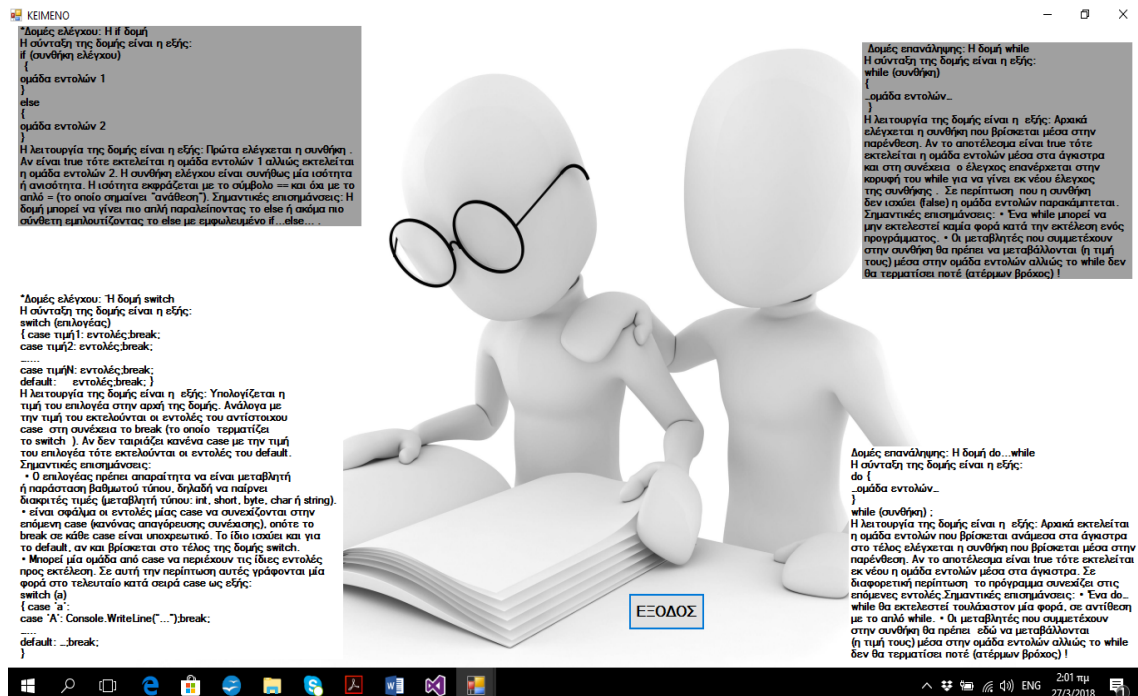 ΚΕΙΜΕΝΟ
"Δομές ελέγχου: Η if δομή
Η σύνταξη της δομής είναι η εξής:
if (συνθήκη ελέγχου)
{
ομάδα εντολών 1
}
else
{
ομάδα εντολών 2
}
Η λειτουργία της δομής είναι η εξής: Πρώτα ελέγχεται η συνθήκη .
Αν είναι true τότε εκτελείται η ομάδα εντολών 1 αλλιώς εκτελείται
η ομάδα εντολών 2. Η συνθήκη ελέγχου είναι συνήθως μία ισότητα
ή ανισότητα. Η ισότητα εκφράζεται με το σύμβολο == και όχι με το
απλό = (το οποίο σημαίνει "ανάθεση"). Σημαντικές επισημάνσεις: Η
δομή μπορεί να γίνει πιο απλή παραλείποντας το else ή ακόμα πιο
σύνθετη εμπλουτίζοντας το else με εμφωλευμένο if...else... .
"Δομές ελέγχου: Ή δομή switch
Η σύνταξη της δομής είναι η εξής:
switch (επιλογέας)
{ case τιμή1: εντολές;break;
case τιμή2: εντολές;break;
......
case τιμήN: εντολές;break;
default: εντολές;break; }
Η λειτουργία της δομής είναι η εξής: Υπολογίζεται η
τιμή του επιλογέα στην αρχή της δομής. Ανάλογα με
την τιμή του εκτελούνται οι εντολές του αντίστοιχου
case στη συνέχεια το break (το οποίο τερματίζει
το switch ). Αν δεν ταιριάζει κανένα case με την τιμή
του επιλογέα τότε εκτελούνται οι εντολές του default.
Σημαντικές επισημάνσεις:
• Ο επιλογέας πρέπει απαραίτητα να είναι μεταβλητή
ή παράσταση βαθμωτού τύπου, δηλαδή να παίρνει
διακριτές τιμές (μεταβλητή τύπου: int, short, byte, char ή string).
• είναι σφάλμα οι εντολές μίας case να συνεχίζονται στην
επόμενη case (κανόνας απαγόρευσης συνέχισης), οπότε το
break σε κάθε case είναι υποχρεωτικό. Το ίδιο ισχύει και για
το default, αν και βρίσκεται στο τέλος της δομής switch.
• Μπορεί μία ομάδα από case να περιέχουν τις ίδιες εντολές
προς εκτέλεση. Σε αυτή την περίπτωση αυτές γράφονται μία
φορά στο τελευταίο κατά σειρά case ως εξής:
switch (a)
{ case 'a':
case 'A': Console.WriteLine("...");break;
......
default: ...;break;
}
Δομές επανάληψης: Η δομή while
Η σύνταξη της δομής είναι η εξής:
while (συνθήκη)
{
...ομάδα εντολών...
}
Η λειτουργία της δομής είναι η εξής: Αρχικά
ελέγχεται η συνθήκη που βρίσκεται μέσα στην
παρένθεση. Αν το αποτέλεσμα είναι true τότε
εκτελείται η ομάδα εντολών μέσα στα άγκιστρα
και στη συνέχεια ο έλεγχος επανέρχεται στην
κορυφή του while για να γίνει εκ νέου έλεγχος
της συνθήκης . Σε περίπτωση που η συνθήκη
δεν ισχύει (false) η ομάδα εντολών παρακάμπτεται.
Σημαντικές επισημάνσεις: • Ένα while μπορεί να
μην εκτελεστεί καμία φορά κατά την εκτέλεση ενός
προγράμματος. • Οι μεταβλητές που συμμετέχουν
στην συνθήκη θα πρέπει να μεταβάλλονται (η τιμή
τους) μέσα στην ομάδα εντολών αλλιώς το while δεν
θα τερματίσει ποτέ (ατέρμων βρόχος) !
Δομές επανάληψης: Η δομή do...while
Η σύνταξη της δομής είναι η εξής:
do {
...ομάδα εντολών...
}
while (συνθήκη) ;
Η λειτουργία της δομής είναι η εξής: Αρχικά εκτελείται
η ομάδα εντολών που βρίσκεται ανάμεσα στα άγκιστρα
στο τέλος ελέγχεται η συνθήκη που βρίσκεται μέσα στην
παρένθεση. Αν το αποτέλεσμα είναι true τότε εκτελείται
εκ νέου η ομάδα εντολών μέσα στα άγκιστρα. Σε
διαφορετική περίπτωση το πρόγραμμα συνεχίζει στις
επόμενες εντολές.Σημαντικές επισημάνσεις: • Ένα do...
while θα εκτελεστεί τουλάχιστον μία φορά, σε αντίθεση
με το απλό while. • Οι μεταβλητές που συμμετέχουν
στην συνθήκη θα πρέπει εδώ να μεταβάλλονται
(η τιμή τους) μέσα στην ομάδα εντολών αλλιώς το while
δεν θα τερματίσει ποτέ (ατέρμων βρόχος) !
ΕΞΟΔΟΣ
ENG
2:01 πμ
27/3/2018